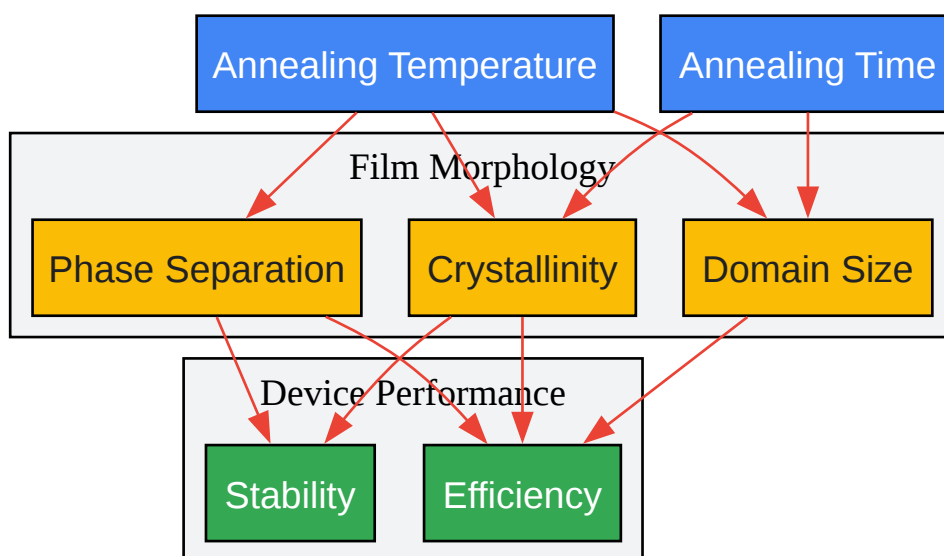 Annealing Temperature
Annealing Time
Film Morphology
Phase Separation
Crystallinity
Domain Size
Device Performance
Stability
Efficiency